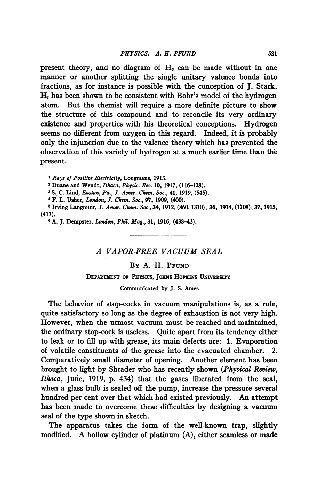 PHYSICS: A. H. PFUND 321
present theory, and no diagram of H₃ can be made without in one
manner or another splitting the single unitary valence bonds into
fractions, as for instance is possible with the conception of J. Stark.
H₃ has been shown to be consistent with Bohr's model of the hydrogen
atom. But the chemist will require a more definite picture to show
the structure of this compound and to reconcile its very ordinary
existence and properties with his theoretical conceptions. Hydrogen
seems no different from oxygen in this regard. Indeed, it is probably
only the injunction due to the valence theory which has prevented the
observation of this variety of hydrogen at a much earlier time than the
present.
¹ Rays of Positive Electricity, Longmans, 1913.
² Duane and Wendt, Ithaca, Physic. Rev. 10, 1917, (116–128).
³ S. C. Lind, Easton, Pa., J. Amer. Chem. Soc., 41, 1919, (545).
⁴ F. L. Usher, London, J. Chem. Soc., 97, 1909, (400).
⁵ Irving Langmuir, J. Amer. Chem. Soc., 34, 1912, (860, 1310), 36, 1914, (1708), 37, 1915,
(417).
⁶ A. J. Dempster, London, Phil. Mag., 31, 1916, (438–43).
A VAPOR-FREE VACUUM SEAL
BY A. H. PFUND
DEPARTMENT OF PHYSICS, JOHNS HOPKINS UNIVERSITY
Communicated by J. S. Ames
The behavior of stop-cocks in vacuum manipulations is, as a rule,
quite satisfactory so long as the degree of exhaustion is not very high.
However, when the utmost vacuum must be reached and maintained,
the ordinary stop-cock is useless. Quite apart from its tendency either
to leak or to fill up with grease, its main defects are: 1. Evaporation
of volatile constituents of the grease into the evacuated chamber. 2.
Comparatively small diameter of opening. Another element has been
brought to light by Shrader who has recently shown (Physical Review,
Ithaca, June, 1919, p. 434) that the gases liberated from the seal,
when a glass bulb is sealed off the pump, increase the pressure several
hundred per cent over that which had existed previously. An attempt
has been made to overcome these difficulties by designing a vacuum
seal of the type shown in sketch.
The apparatus takes the form of the well-known trap, slightly
modified. A hollow cylinder of platinum (A), either seamless or made